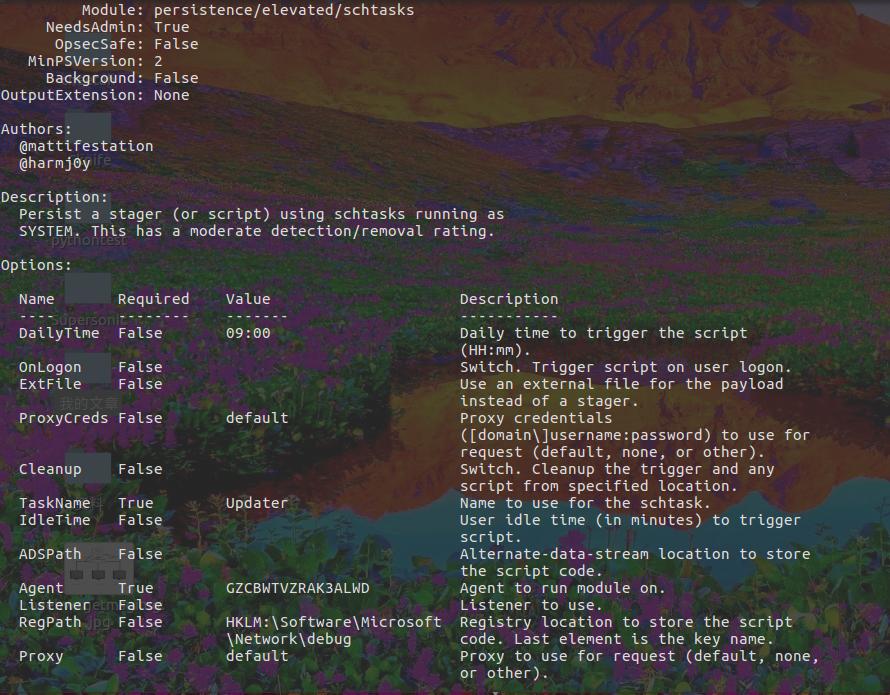 Module: persistence/elevated/schtasks
NeedsAdmin: True
OpsecSafe: False
MinPSVersion: 2
Background: False
OutputExtension: None
Authors:
@mattifestation
@harmj0y
Description:
Persist a stager (or script) using schtasks running as
SYSTEM. This has a moderate detection/removal rating.
pythontest
Options:
Name Required Value Description
---- -------- ------- -----------
DailyTime False 09:00 Daily time to trigger the script
(HH:mm).
OnLogon False Switch. Trigger script on user logon.
ExtFile False Use an external file for the payload
instead of a stager.
我的文章
ProxyCreds False default Proxy credentials
([domain\]username:password) to use for
request (default, none, or other).
Cleanup False Switch. Cleanup the trigger and any
script from specified location.
TaskName True Updater Name to use for the schtask.
IdleTime False User idle time (in minutes) to trigger
script.
ADSPath False Alternate-data-stream location to store
the script code.
Agent True GZCBWTVZRAK3ALWD Agent to run module on.
Listener False Listener to use.
RegPath False HKLM:\Software\Microsoft Registry location to store the script
\Network\debug code. Last element is the key name.
Proxy False default Proxy to use for request (default, none,
or other).